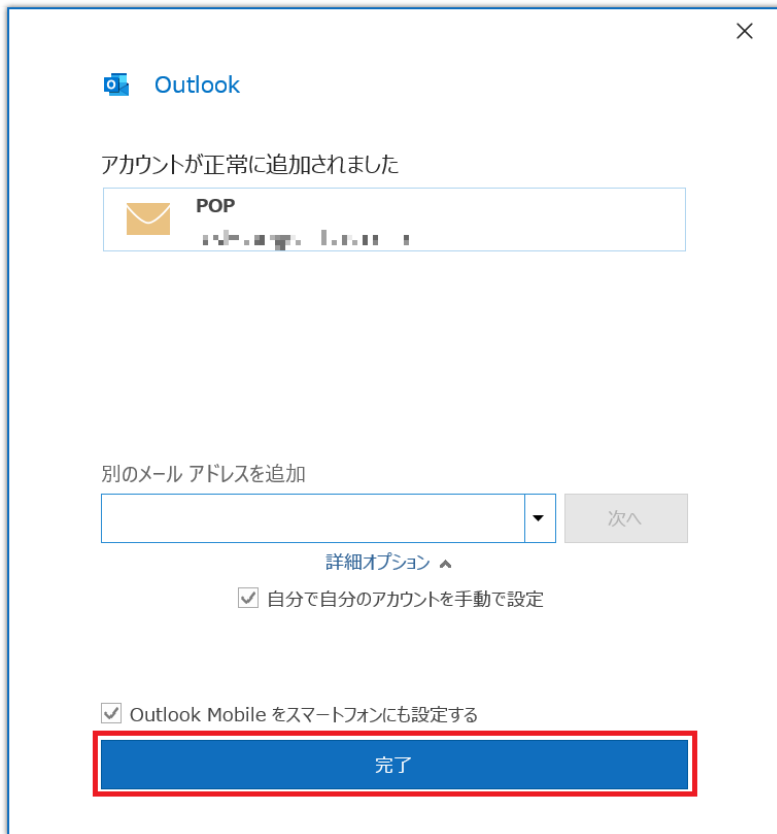 Outlook
アカウントが正常に追加されました
POP
別のメール アドレスを追加
次へ
詳細オプション
自分で自分のアカウントを手動で設定
Outlook Mobile をスマートフォンにも設定する
完了